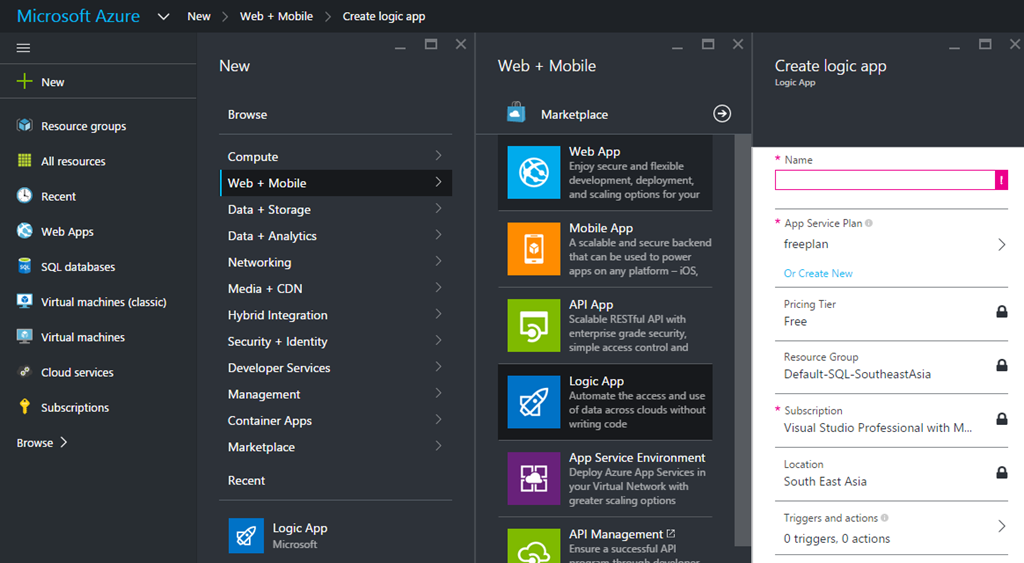 Microsoft Azure New Web + Mobile Create logic app
New
Resource groups
All resources
Recent
Web Apps
SQL databases
Virtual machines (classic)
Virtual machines
Cloud services
Subscriptions
Browse
New
Browse
Compute
Web + Mobile
Data + Storage
Data + Analytics
Networking
Media + CDN
Hybrid Integration
Security + Identity
Developer Services
Management
Container Apps
Marketplace
Recent
Logic App
Microsoft
Web + Mobile
Marketplace
Web App
Enjoy secure and flexible
development, deployment,
and scaling options for your
Mobile App
A scalable and secure backend
that can be used to power
apps on any platform – iOS,
API App
Scalable RESTful API with
enterprise grade security,
simple access control and
Logic App
Automate the access and use
of data across clouds without
writing code
App Service Environment
Deploy Azure App Services in
your Virtual Network with
greater scaling options
API Management
Ensure a successful API
program through developer
Create logic app
Logic App
* Name
!
* App Service Plan
freeplan
Or Create New
Pricing Tier
Free
Resource Group
Default-SQL-SoutheastAsia
* Subscription
Visual Studio Professional with M...
Location
South East Asia
Triggers and actions
0 triggers, 0 actions